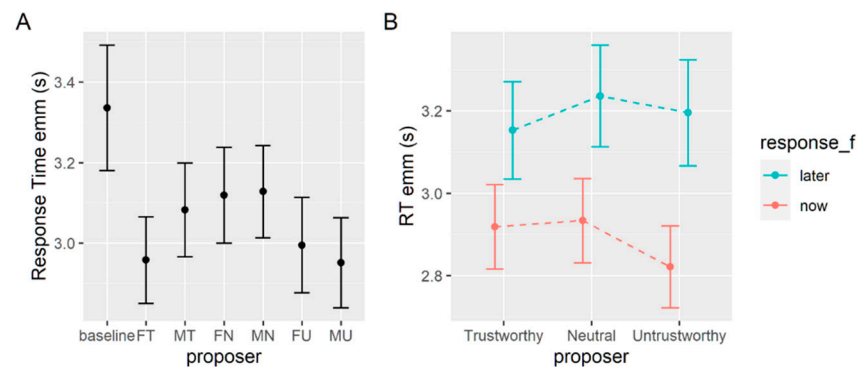 A
Response Time emm (s)
3.4
3.2
3.0
baseline FT MT FN MN FU MU
proposer
B
RT emm (s)
3.2
3.0
2.8
Trustworthy Neutral Untrustworthy
proposer
response_f
later
now